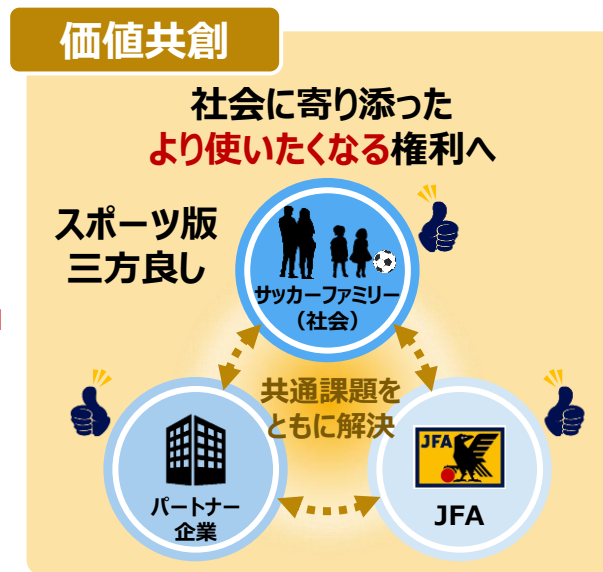 価値共創
社会に寄り添った
より使いたくなる権利へ
スポーツ版
三方良し
サッカーファミリー
（社会）
共通課題を
ともに解決
パートナー
企業
JFA
JFA